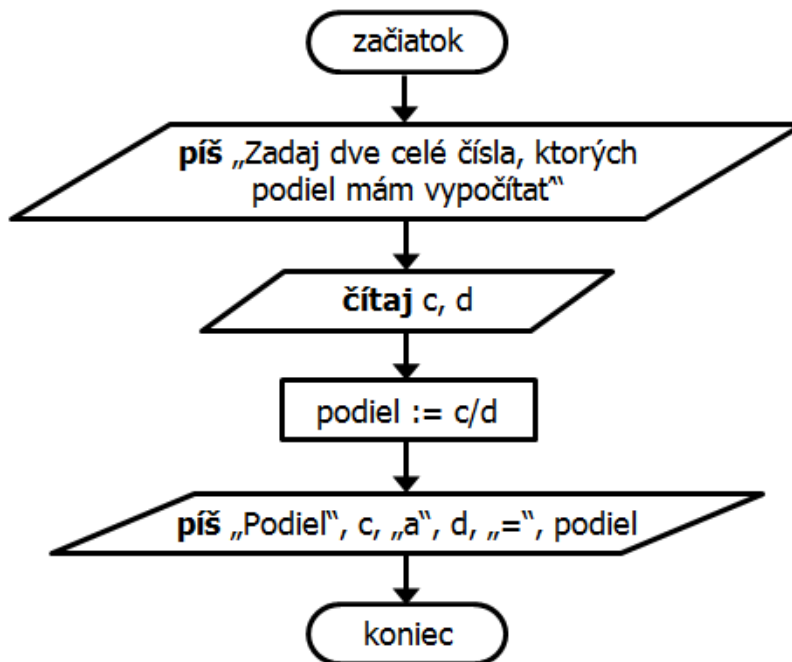 začiatok
píš „Zadaj dve celé čísla, ktorých
podiel mám vypočítať“
čítaj c, d
podiel := c/d
píš „Podiel“, c, „a“, d, „=“, podiel
koniec